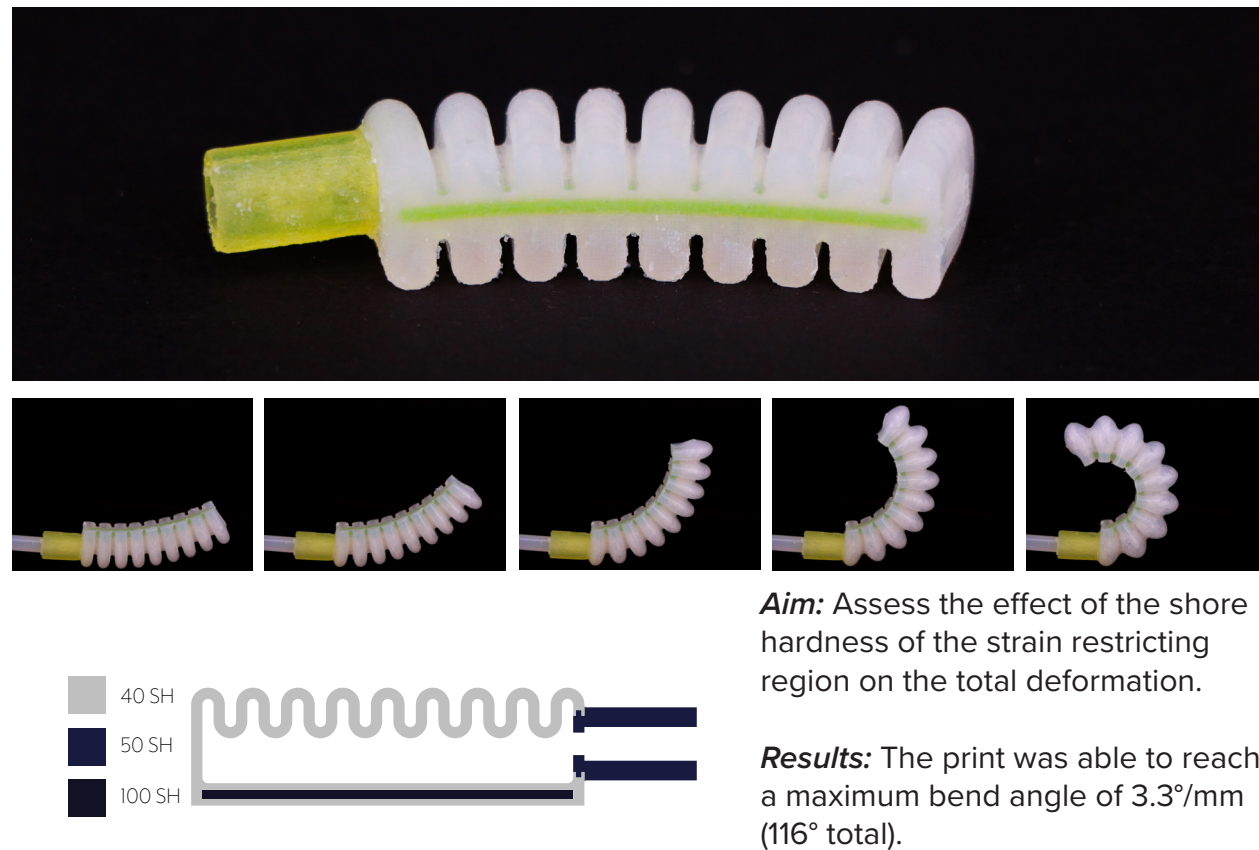 40 SH
50 SH
100 SH
Aim: Assess the effect of the shore
hardness of the strain restricting
region on the total deformation.
Results: The print was able to reach
a maximum bend angle of 3.3°/mm
(116° total).